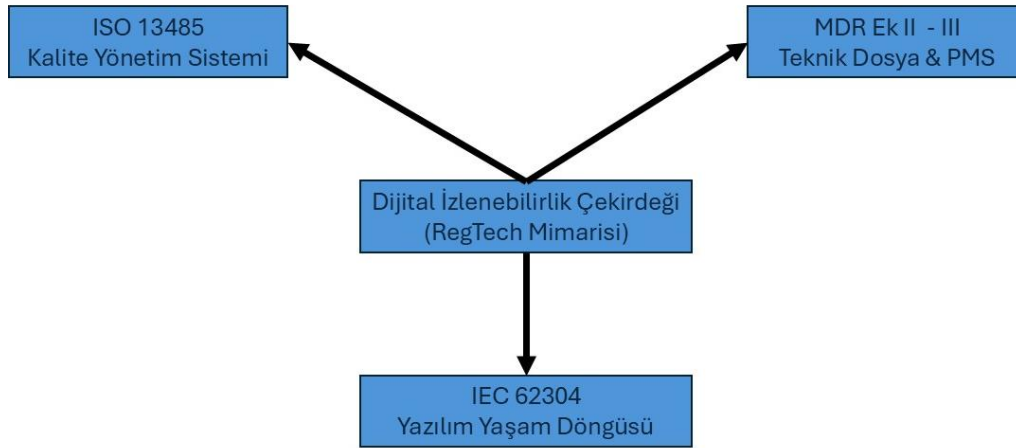 ISO 13485
Kalite Yönetim Sistemi
MDR Ek II - III
Teknik Dosya & PMS
Dijital İzlenebilirlik Çekirdeği
(RegTech Mimarisi)
IEC 62304
Yazılım Yaşam Döngüsü